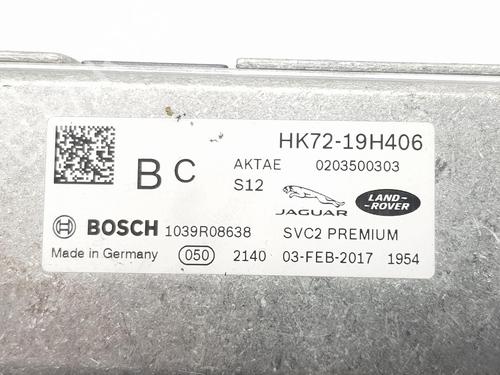 HK72-19H406
B C
AKTAE 0203500303
S12
JAGUAR
LAND-
ROVER
BOSCH 1039R08638
SVC2 PREMIUM
Made in Germany 050 2140 03-FEB-2017 1954